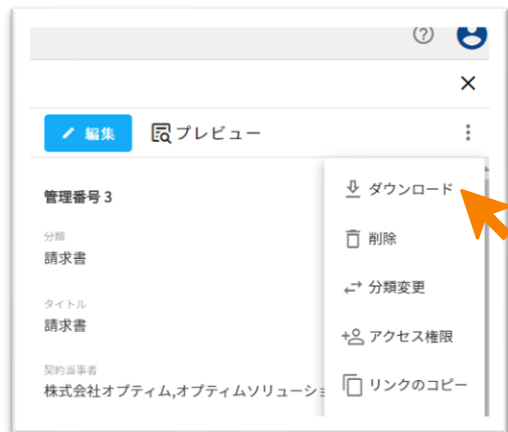 編集
プレビュー
管理番号 3
分類
請求書
タイトル
請求書
契約当事者
株式会社オプティム,オプティムソリューショ
ダウンロード
削除
分類変更
アクセス権限
リンクのコピー